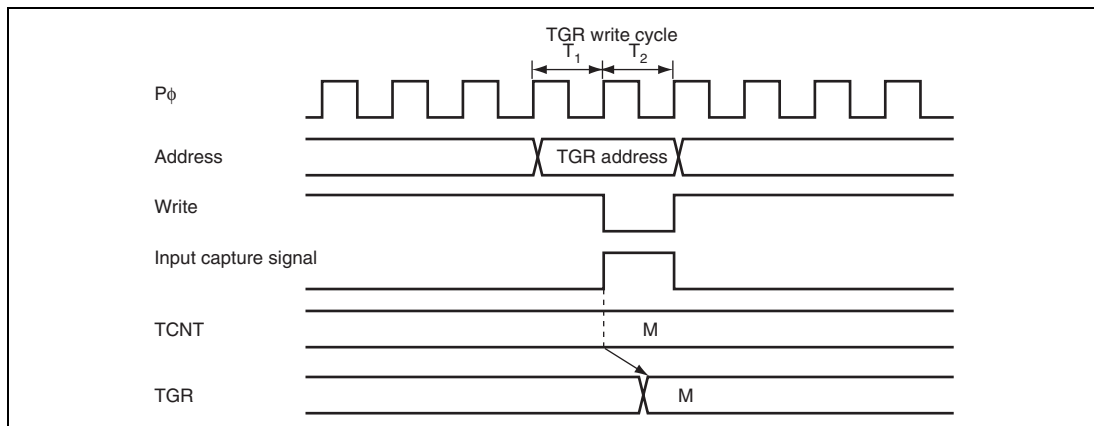 TGR write cycle
T1 T2
Pφ
Address TGR address
Write
Input capture signal
TCNT M
TGR M